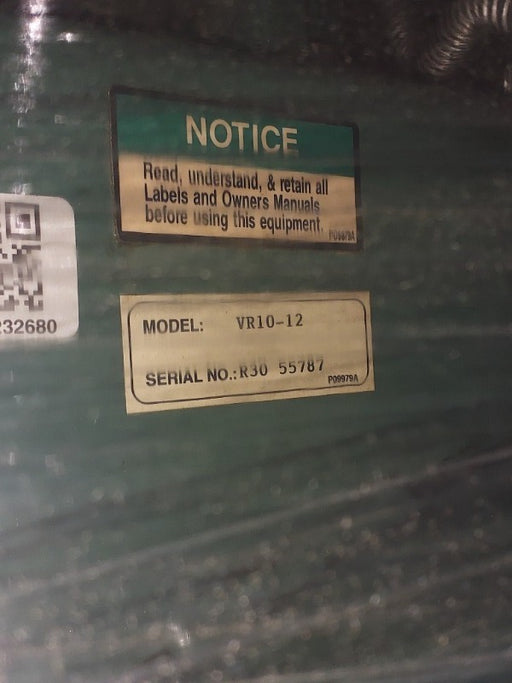 NOTICE
Read, understand, & retain all
Labels and Owners Manuals
before using this equipment.
P09978A
232680
MODEL: VR10-12
SERIAL NO.: R30 55787
P09979A